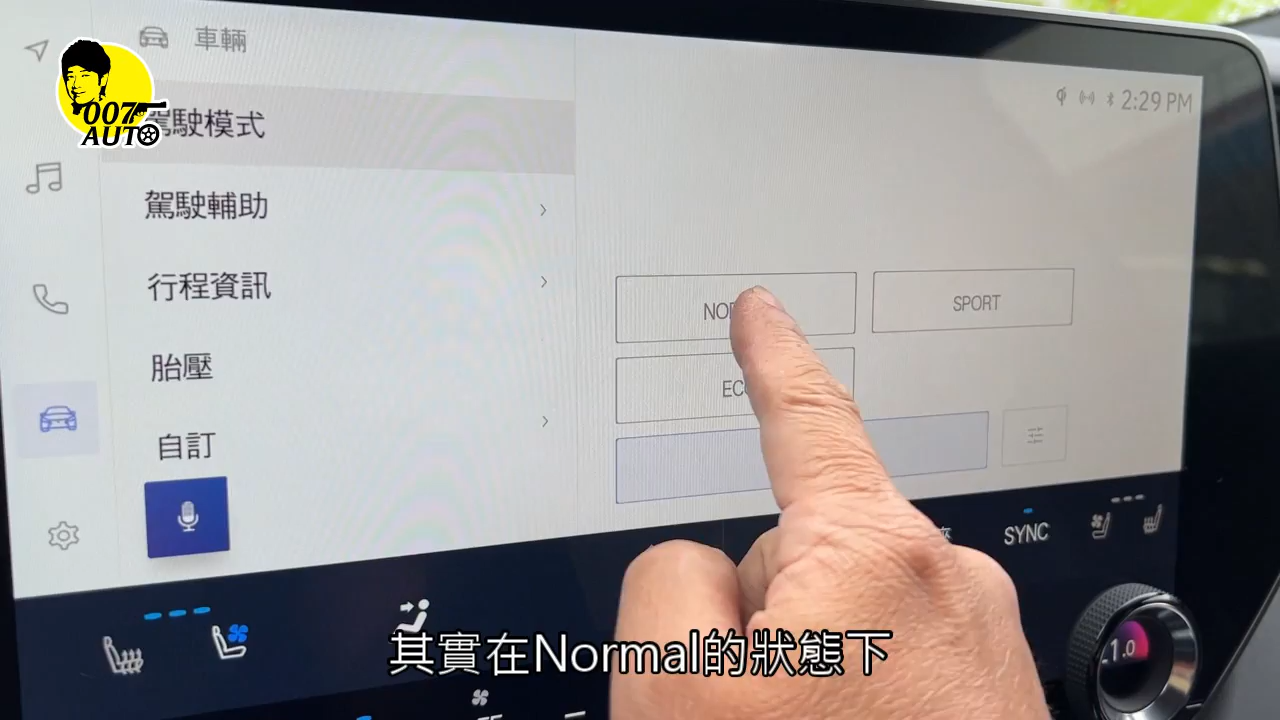 車輛
2:29 PM
007
AUTO
駕駛模式
駕駛輔助
行程資訊
胎壓
自訂
SPORT
SYNC
其實在Normal的狀態下